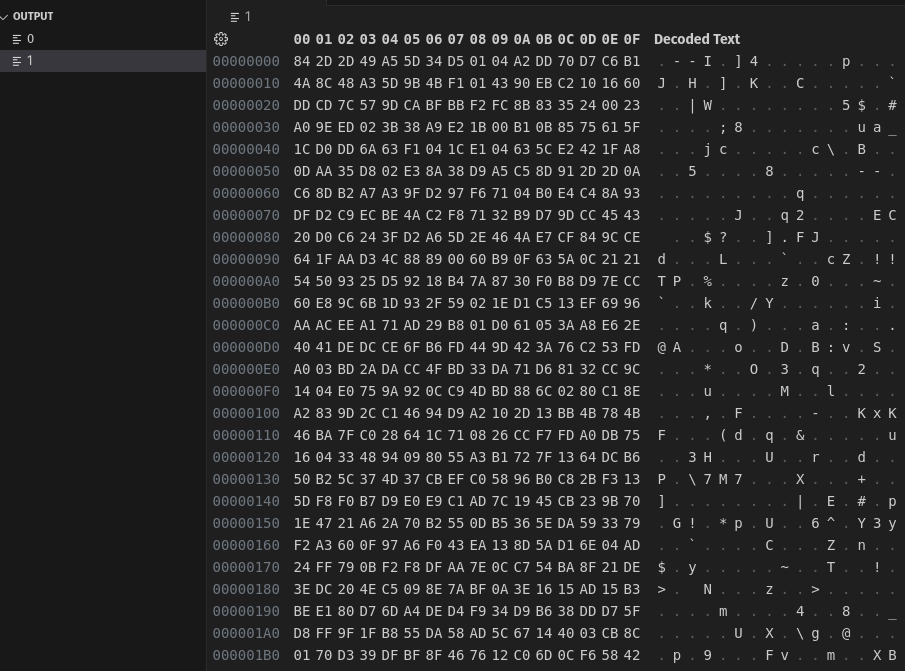 OUTPUT
0
1
1
00 01 02 03 04 05 06 07 08 09 0A 0B 0C 0D 0E 0F Decoded Text
00000000 84 2D 2D 49 A5 5D 34 D5 01 04 A2 DD 70 D7 C6 B1 . - - I . ] 4 . . . . . p . . .
00000010 4A 8C 48 A3 5D 9B 4B F1 01 43 90 EB C2 10 16 60 J . H . ] . K . . C . . . . . `
00000020 DD CD 7C 57 9D CA BF BB F2 FC 8B 83 35 24 00 23 . . | W . . . . . . . . 5 $ . #
00000030 A0 9E ED 02 3B 38 A9 E2 1B 00 B1 0B 85 75 61 5F . . . . ; 8 . . . . . . . u a _
00000040 1C D0 DD 6A 63 F1 04 1C E1 04 63 5C E2 42 1F A8 . . . j c . . . . . c \ . B . .
00000050 0D AA 35 D8 02 E3 8A 38 D9 A5 C5 8D 91 2D 2D 0A . . 5 . . . . 8 . . . . . - - .
00000060 C6 8D B2 A7 A3 9F D2 97 F6 71 04 B0 E4 C4 8A 93 . . . . . . . . . q . . . . . .
00000070 DF D2 C9 EC BE 4A C2 F8 71 32 B9 D7 9D CC 45 43 . . . . . J . . q 2 . . . . E C
00000080 20 D0 C6 24 3F D2 A6 5D 2E 46 4A E7 CF 84 9C CE . . $ ? . . ] . F J . . . . .
00000090 64 1F AA D3 4C 88 89 00 60 B9 0F 63 5A 0C 21 21 d . . . L . . . ` . . c Z . ! !
000000A0 54 50 93 25 D5 92 18 B4 7A 87 30 F0 B8 D9 7E CC T P . % . . . . z . 0 . . . ~ .
000000B0 60 E8 9C 6B 1D 93 2F 59 02 1E D1 C5 13 EF 69 96 ` . . k . . / Y . . . . . . i .
000000C0 AA AC EE A1 71 AD 29 B8 01 D0 61 05 3A A8 E6 2E . . . . q . ) . . . a . : . . .
000000D0 40 41 DE DC CE 6F B6 FD 44 9D 42 3A 76 C2 53 FD @ A . . . o . . D . B : v . S .
000000E0 A0 03 BD 2A DA CC 4F BD 33 DA 71 D6 81 32 CC 9C . . . * . . O . 3 . q . . 2 . .
000000F0 14 04 E0 75 9A 92 0C C9 4D BD 88 6C 02 80 C1 8E . . . u . . . . M . . l . . . .
00000100 A2 83 9D 2C C1 46 94 D9 A2 10 2D 13 BB 4B 78 4B . . . , . F . . . . - . . K x K
00000110 46 BA 7F C0 28 64 1C 71 08 26 CC F7 FD A0 DB 75 F . . . ( d . q . & . . . . . u
00000120 16 04 33 48 94 09 80 55 A3 B1 72 7F 13 64 DC B6 . . 3 H . . . U . . r . . d . .
00000130 50 B2 5C 37 4D 37 CB EF C0 58 96 B0 C8 2B F3 13 P . \ 7 M 7 . . . X . . . + . .
00000140 5D F8 F0 B7 D9 E0 E9 C1 AD 7C 19 45 CB 23 9B 70 ] . . . . . . . . | . E . # . p
00000150 1E 47 21 A6 2A 70 B2 55 0D B5 36 5E DA 59 33 79 . G ! . * p . U . . 6 ^ . Y 3 y
00000160 F2 A3 60 0F 97 A6 F0 43 EA 13 8D 5A D1 6E 04 AD . . ` . . . . C . . . Z . n . .
00000170 24 FF 79 0B F2 F8 DF AA 7E 0C C7 54 BA 8F 21 DE $ . y . . . . . ~ . . T . . ! .
00000180 3E DC 20 4E C5 09 8E 7A BF 0A 3E 16 15 AD 15 B3 > . N . . . z . . > . . . . .
00000190 BE E1 80 D7 6D A4 DE D4 F9 34 D9 B6 38 DD D7 5F . . . . m . . . . 4 . . 8 . . _
000001A0 D8 FF 9F 1F B8 55 DA 58 AD 5C 67 14 40 03 CB 8C . . . . . U . X . \ g . @ . . .
000001B0 01 70 D3 39 DF BF 8F 46 76 12 C0 6D 0C F6 58 42 . p . 9 . . . F v . . m . . X B